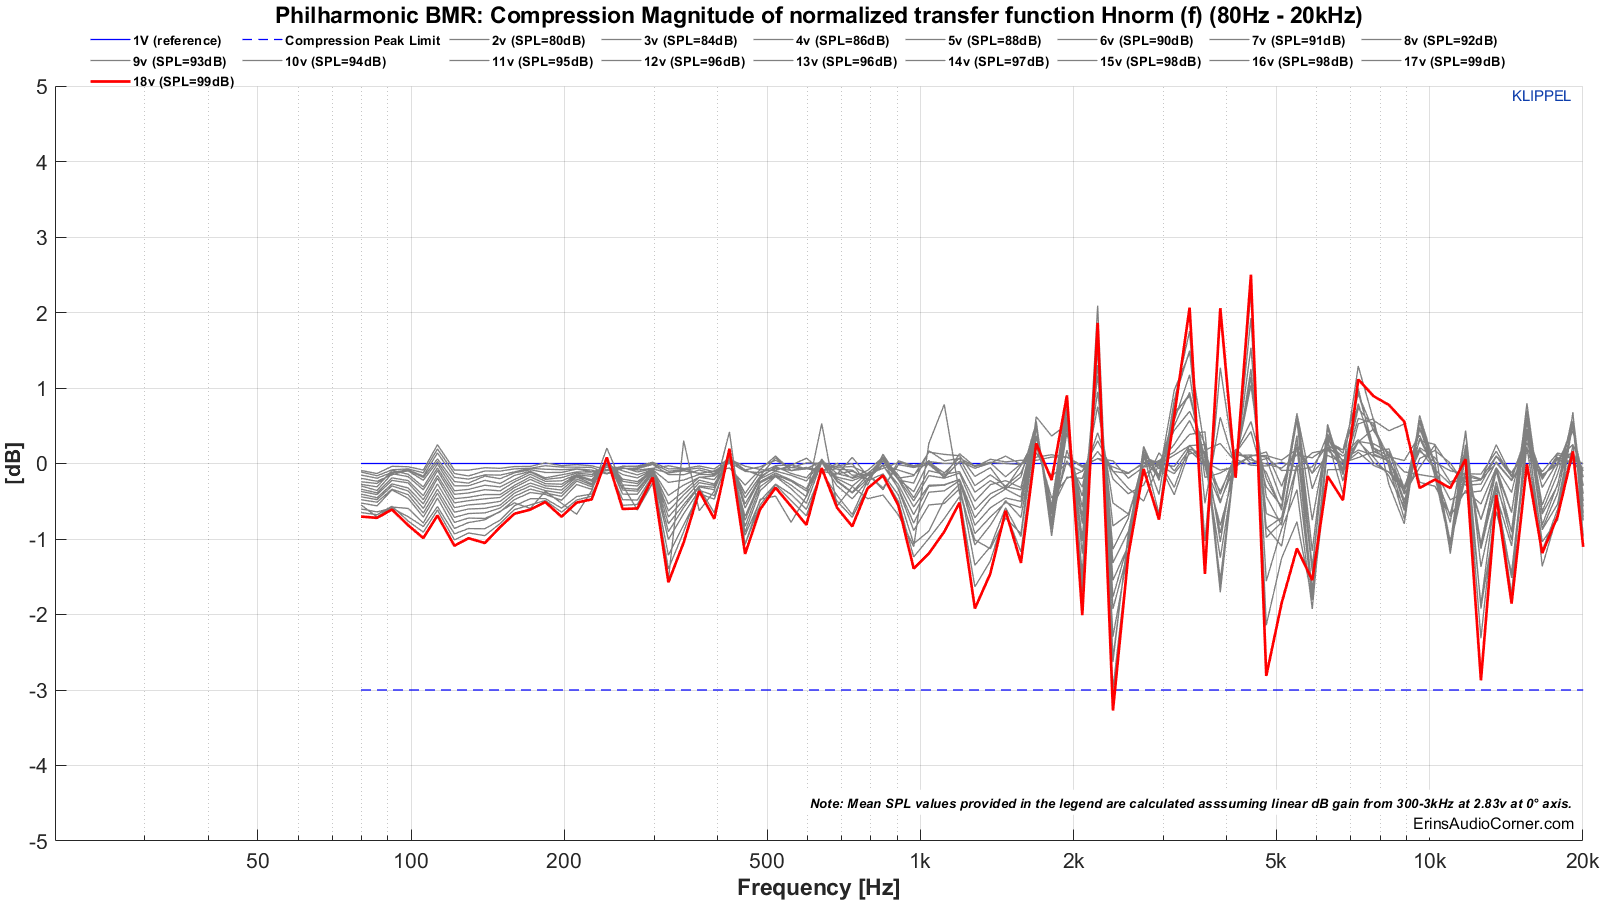 Philharmonic BMR: Compression Magnitude of normalized transfer function Hnorm (f) (80Hz - 20kHz)
1V (reference) Compression Peak Limit 2v (SPL=80dB) 3v (SPL=84dB) 4v (SPL=86dB) 5v (SPL=88dB) 6v (SPL=90dB) 7v (SPL=91dB) 8v (SPL=92dB)
9v (SPL=93dB) 10v (SPL=94dB) 11v (SPL=95dB) 12v (SPL=96dB) 13v (SPL=96dB) 14v (SPL=97dB) 15v (SPL=98dB) 16v (SPL=98dB) 17v (SPL=99dB)
18v (SPL=99dB)
KLIPPEL
5
4
3
2
1
0
-1
-2
-3
-4
-5
[dB]
Note: Mean SPL values provided in the legend are calculated asssuming linear dB gain from 300-3kHz at 2.83v at 0° axis.
ErinsAudioCorner.com
50 100 200 500 1k 2k 5k 10k 20k
Frequency [Hz]